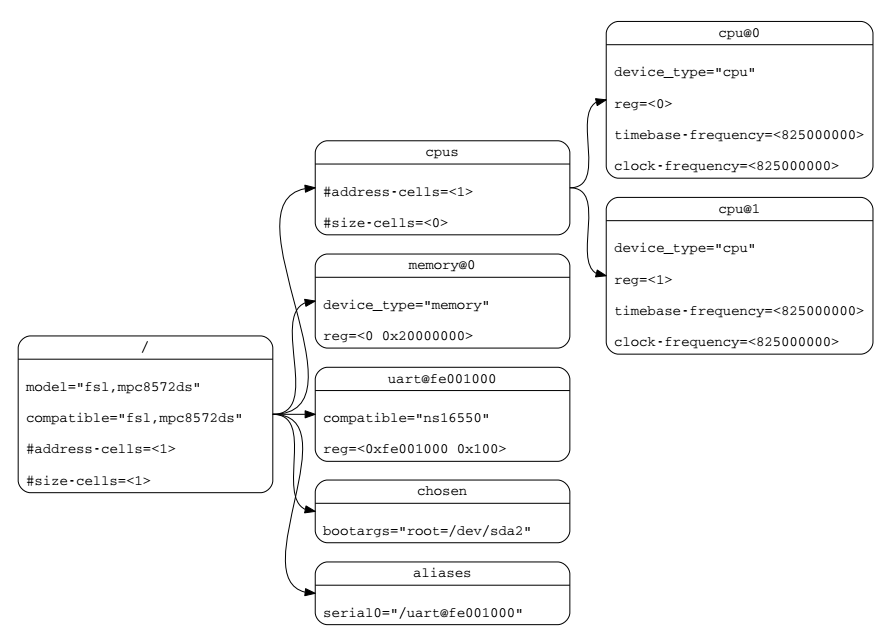 /
model="fsl,mpc8572ds"
compatible="fsl,mpc8572ds"
#address-cells=<1>
#size-cells=<1>
cpus
#address-cells=<1>
#size-cells=<0>
memory@0
device_type="memory"
reg=<0 0x20000000>
uart@fe001000
compatible="ns16550"
reg=<0xfe001000 0x100>
chosen
bootargs="root=/dev/sda2"
aliases
serial0="/uart@fe001000"
cpu@0
device_type="cpu"
reg=<0>
timebase-frequency=<825000000>
clock-frequency=<825000000>
cpu@1
device_type="cpu"
reg=<1>
timebase-frequency=<825000000>
clock-frequency=<825000000>